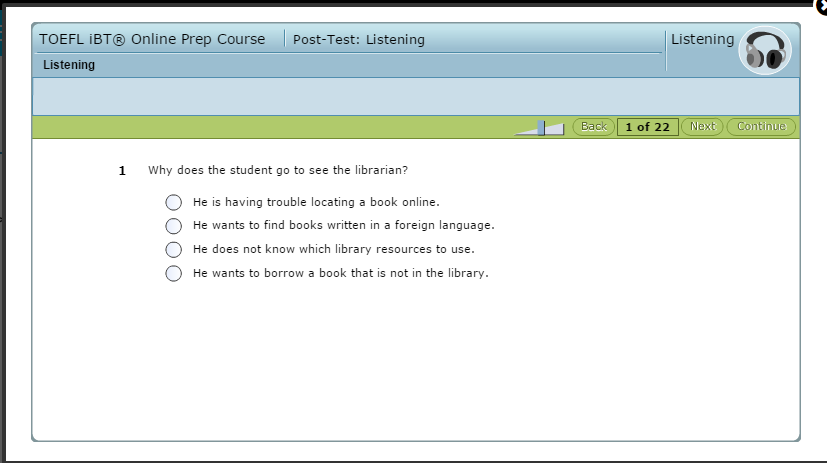 TOEFL iBT® Online Prep Course Post-Test: Listening Listening
Listening
Back 1 of 22 Next Continue
1 Why does the student go to see the librarian?
He is having trouble locating a book online.
He wants to find books written in a foreign language.
He does not know which library resources to use.
He wants to borrow a book that is not in the library.